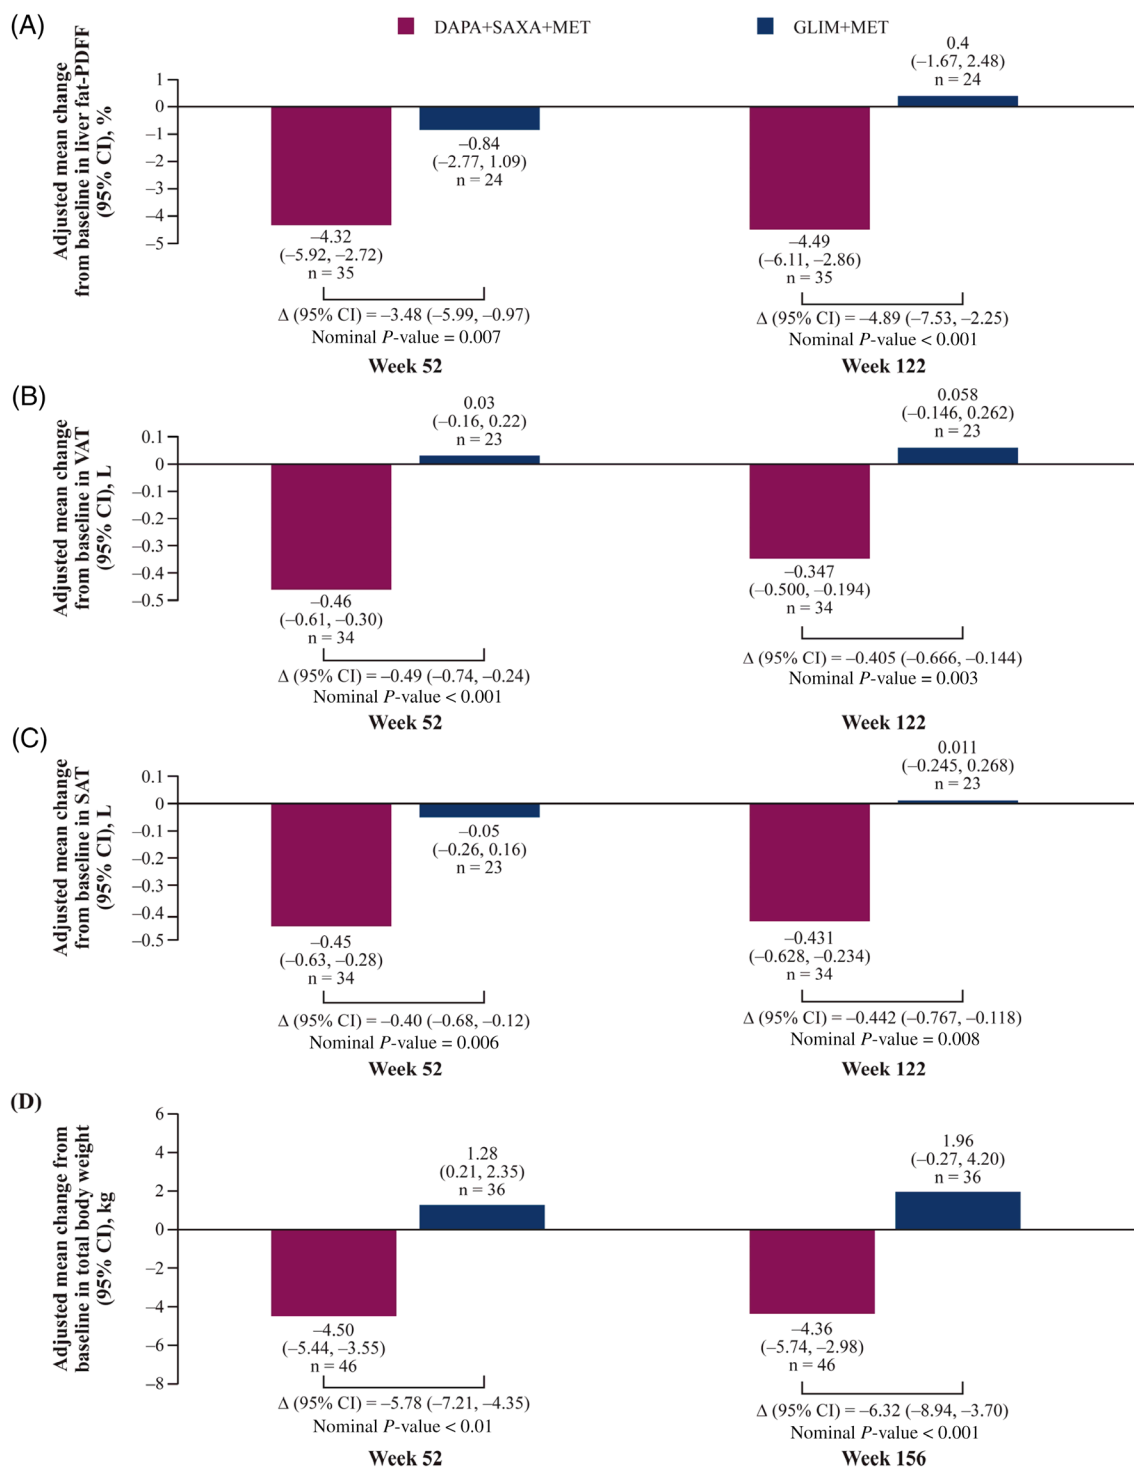 (A)
DAPA+SAXA+MET
GLIM+MET
Adjusted mean change
from baseline in liver fat-PDFF
(95% CI), %
1
0
–1
–2
–3
–4
–5
–4.32
(–5.92, –2.72)
n = 35
–0.84
(–2.77, 1.09)
n = 24
Δ (95% CI) = –3.48 (–5.99, –0.97)
Nominal P-value = 0.007
Week 52
0.4
(–1.67, 2.48)
n = 24
–4.49
(–6.11, –2.86)
n = 35
Δ (95% CI) = –4.89 (–7.53, –2.25)
Nominal P-value < 0.001
Week 122
(B)
Adjusted mean change
from baseline in VAT
(95% CI), L
0.1
0
–0.1
–0.2
–0.3
–0.4
–0.5
0.03
(–0.16, 0.22)
n = 23
–0.46
(–0.61, –0.30)
n = 34
Δ (95% CI) = –0.49 (–0.74, –0.24)
Nominal P-value < 0.001
Week 52
0.058
(–0.146, 0.262)
n = 23
–0.347
(–0.500, –0.194)
n = 34
Δ (95% CI) = –0.405 (–0.666, –0.144)
Nominal P-value = 0.003
Week 122
(C)
Adjusted mean change
from baseline in SAT
(95% CI), L
0.1
0
–0.1
–0.2
–0.3
–0.4
–0.5
–0.45
(–0.63, –0.28)
n = 34
–0.05
(–0.26, 0.16)
n = 23
Δ (95% CI) = –0.40 (–0.68, –0.12)
Nominal P-value = 0.006
Week 52
0.011
(–0.245, 0.268)
n = 23
–0.431
(–0.628, –0.234)
n = 34
Δ (95% CI) = –0.442 (–0.767, –0.118)
Nominal P-value = 0.008
Week 122
(D)
Adjusted mean change from
baseline in total body weight
(95% CI), kg
6
4
2
0
–2
–4
–6
–8
1.28
(0.21, 2.35)
n = 36
–4.50
(–5.44, –3.55)
n = 46
Δ (95% CI) = –5.78 (–7.21, –4.35)
Nominal P-value < 0.01
Week 52
1.96
(–0.27, 4.20)
n = 36
–4.36
(–5.74, –2.98)
n = 46
Δ (95% CI) = –6.32 (–8.94, –3.70)
Nominal P-value < 0.001
Week 156